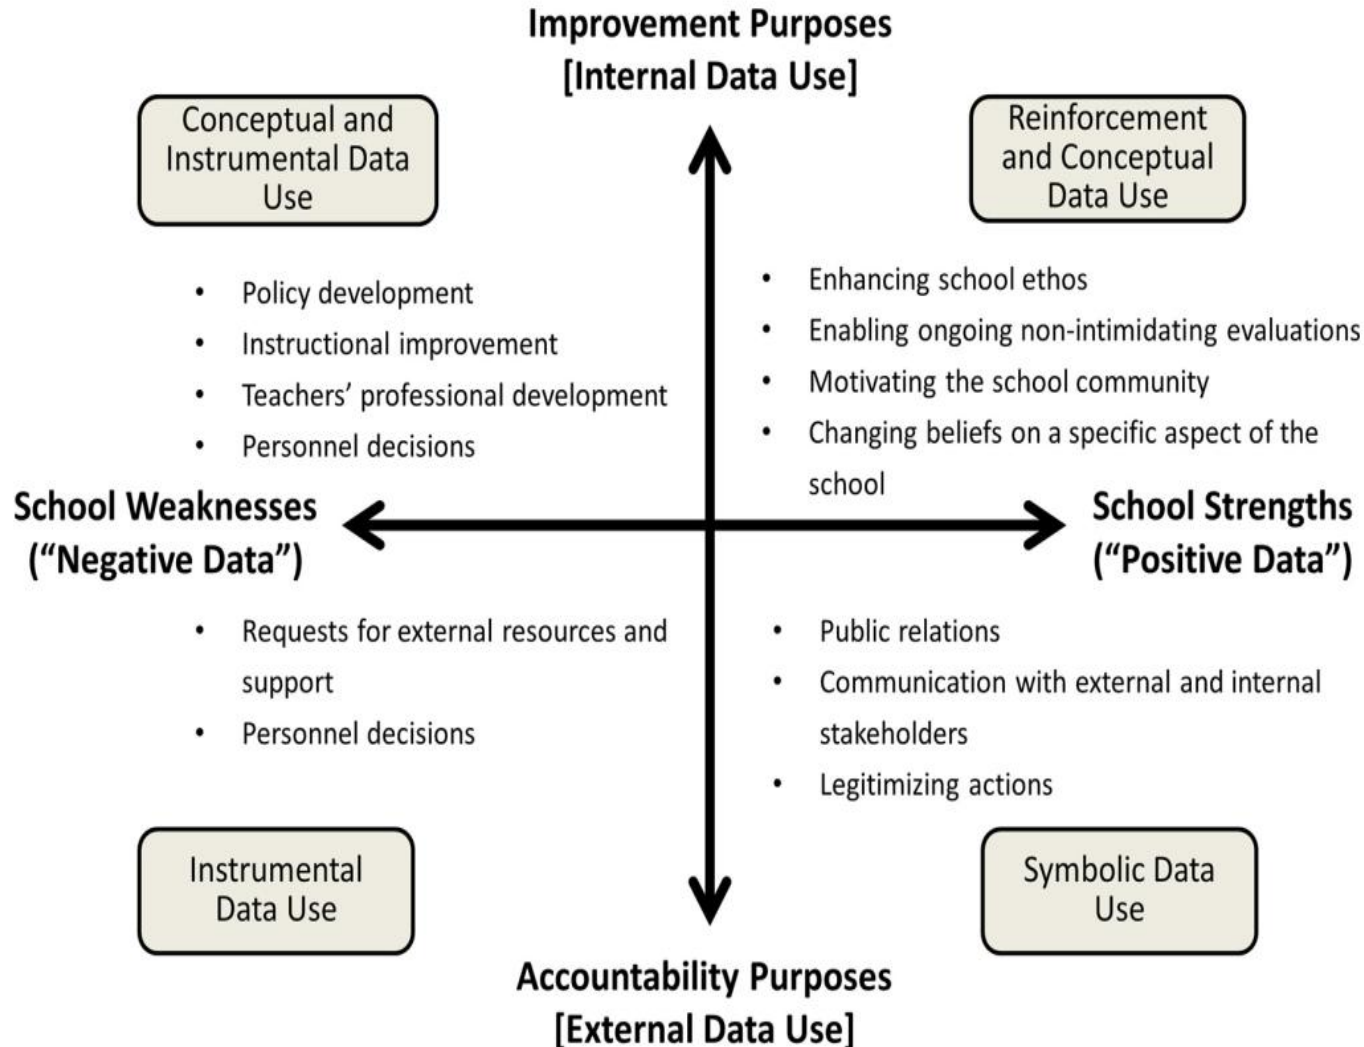 Improvement Purposes
[Internal Data Use]
Conceptual and
Instrumental Data
Use
Reinforcement
and Conceptual
Data Use
• Policy development
• Instructional improvement
• Teachers’ professional development
• Personnel decisions
• Enhancing school ethos
• Enabling ongoing non-intimidating evaluations
• Motivating the school community
• Changing beliefs on a specific aspect of the
school
School Weaknesses
(“Negative Data”)
School Strengths
(“Positive Data”)
• Requests for external resources and
support
• Personnel decisions
• Public relations
• Communication with external and internal
stakeholders
• Legitimizing actions
Instrumental
Data Use
Symbolic Data
Use
Accountability Purposes
[External Data Use]